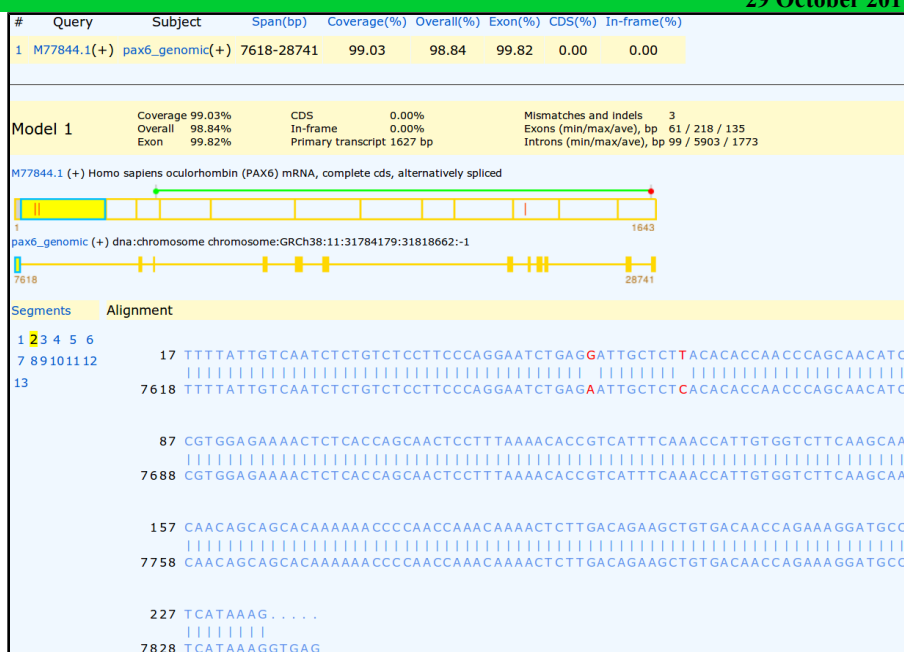 29 October 201
# Query Subject Span(bp) Coverage(%) Overall(%) Exon(%) CDS(%) In-frame(%)
1 M77844.1(+) pax6_genomic(+) 7618-28741 99.03 98.84 99.82 0.00 0.00
Model 1
Coverage 99.03% CDS 0.00% Mismatches and indels 3
Overall 98.84% In-frame 0.00% Exons (min/max/ave), bp 61 / 218 / 135
Exon 99.82% Primary transcript 1627 bp Introns (min/max/ave), bp 99 / 5903 / 1773
M77844.1 (+) Homo sapiens oculorhombin (PAX6) mRNA, complete cds, alternatively spliced
1 1643
pax6_genomic (+) dna:chromosome chromosome:GRCh38:11:31784179:31818662:-1
7618 28741
Segments Alignment
1 2 3 4 5 6
7 8 9 10 11 12
13
17 TTTTATTGTCAATCTCTGTCTCCTTCCCAGGAATCTGAGGATTGCTCTTACACACCAACCCAGCAACATC
7618 TTTTATTGTCAATCTCTGTCTCCTTCCCAGGAATCTGAGAATTGCTCTCACACACCAACCCAGCAACATC
87 CGTGGAGAAAACTCTCACCAGCAACTCCTTTAAAACACCGTCATTTCAAACCATTGTGGTCTTCAAGCAA
7688 CGTGGAGAAAACTCTCACCAGCAACTCCTTTAAAACACCGTCATTTCAAACCATTGTGGTCTTCAAGCAA
157 CAACAGCAGCACAAAAAACCCCAACCAAACAAAACTCTTGACAGAAGCTGTGACAACCAGAAAGGATGCC
7758 CAACAGCAGCACAAAAAACCCCAACCAAACAAAACTCTTGACAGAAGCTGTGACAACCAGAAAGGATGCC
227 TCATAAAG.....
7828 TCATAAAGGTGAG